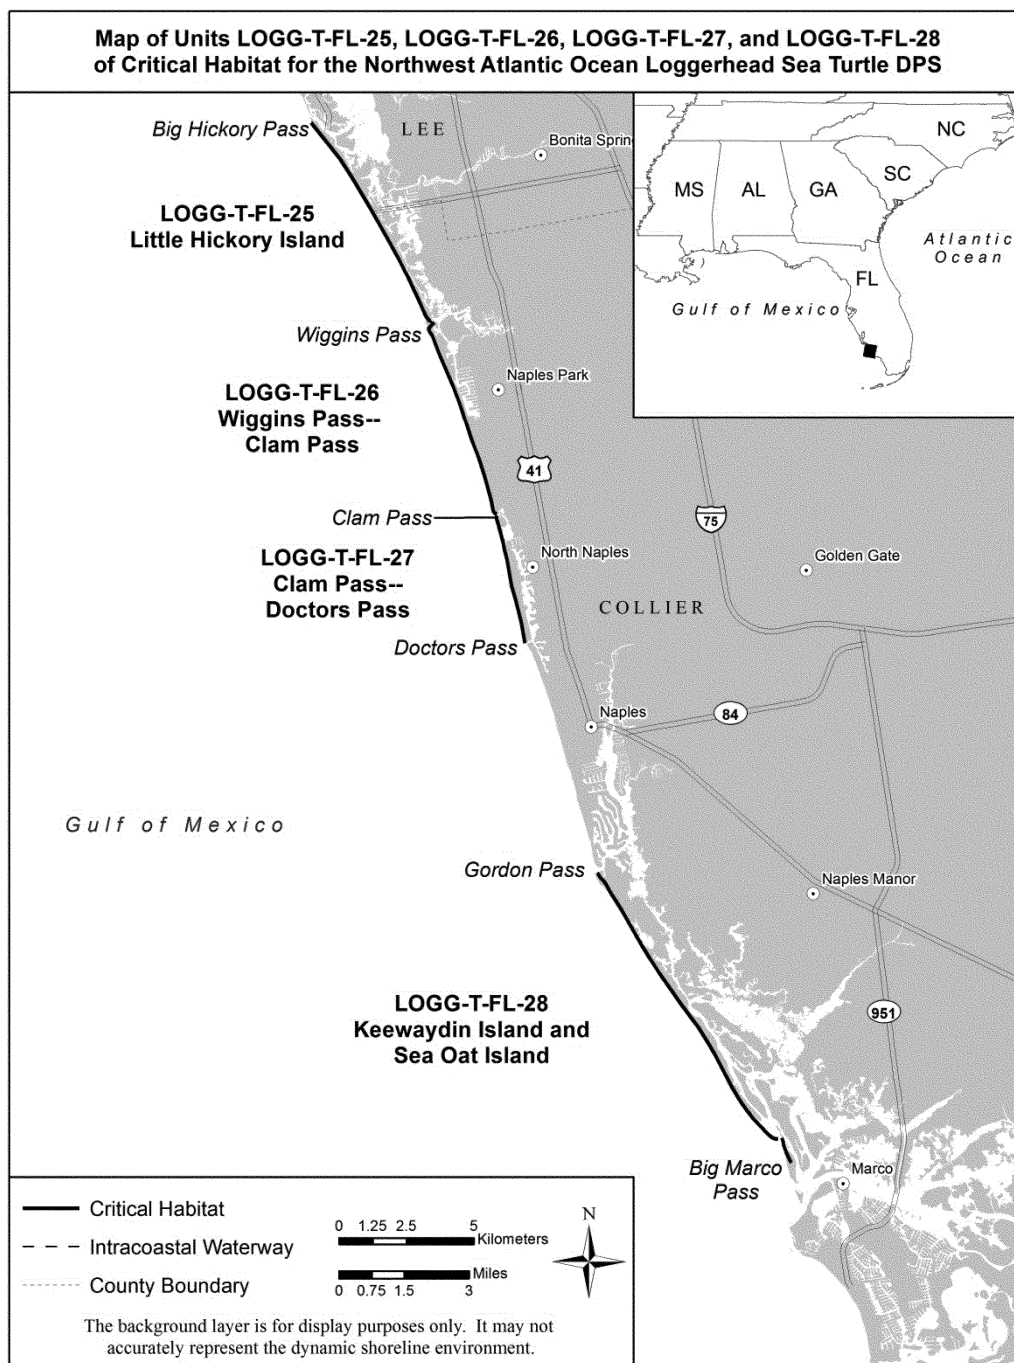 Map of Units LOGG-T-FL-25, LOGG-T-FL-26, LOGG-T-FL-27, and LOGG-T-FL-28
of Critical Habitat for the Northwest Atlantic Ocean Loggerhead Sea Turtle DPS
Big Hickory Pass
LEE
Bonita Sprin
LOGG-T-FL-25
Little Hickory Island
NC
SC
MS
AL
GA
Atlantic
Ocean
FL
Gulf of Mexico
Wiggins Pass
Naples Park
LOGG-T-FL-26
Wiggins Pass--
Clam Pass
41
75
Clam Pass
North Naples
Golden Gate
LOGG-T-FL-27
Clam Pass--
Doctors Pass
COLLIER
Doctors Pass
Naples
84
Gulf of Mexico
Gordon Pass
Naples Manor
LOGG-T-FL-28
Keewaydin Island and
Sea Oat Island
951
Big Marco
Pass
Marco
Critical Habitat
Intracoastal Waterway
County Boundary
0 1.25 2.5 5
Kilometers
Miles
0 0.75 1.5 3
N
The background layer is for display purposes only. It may not
accurately represent the dynamic shoreline environment.